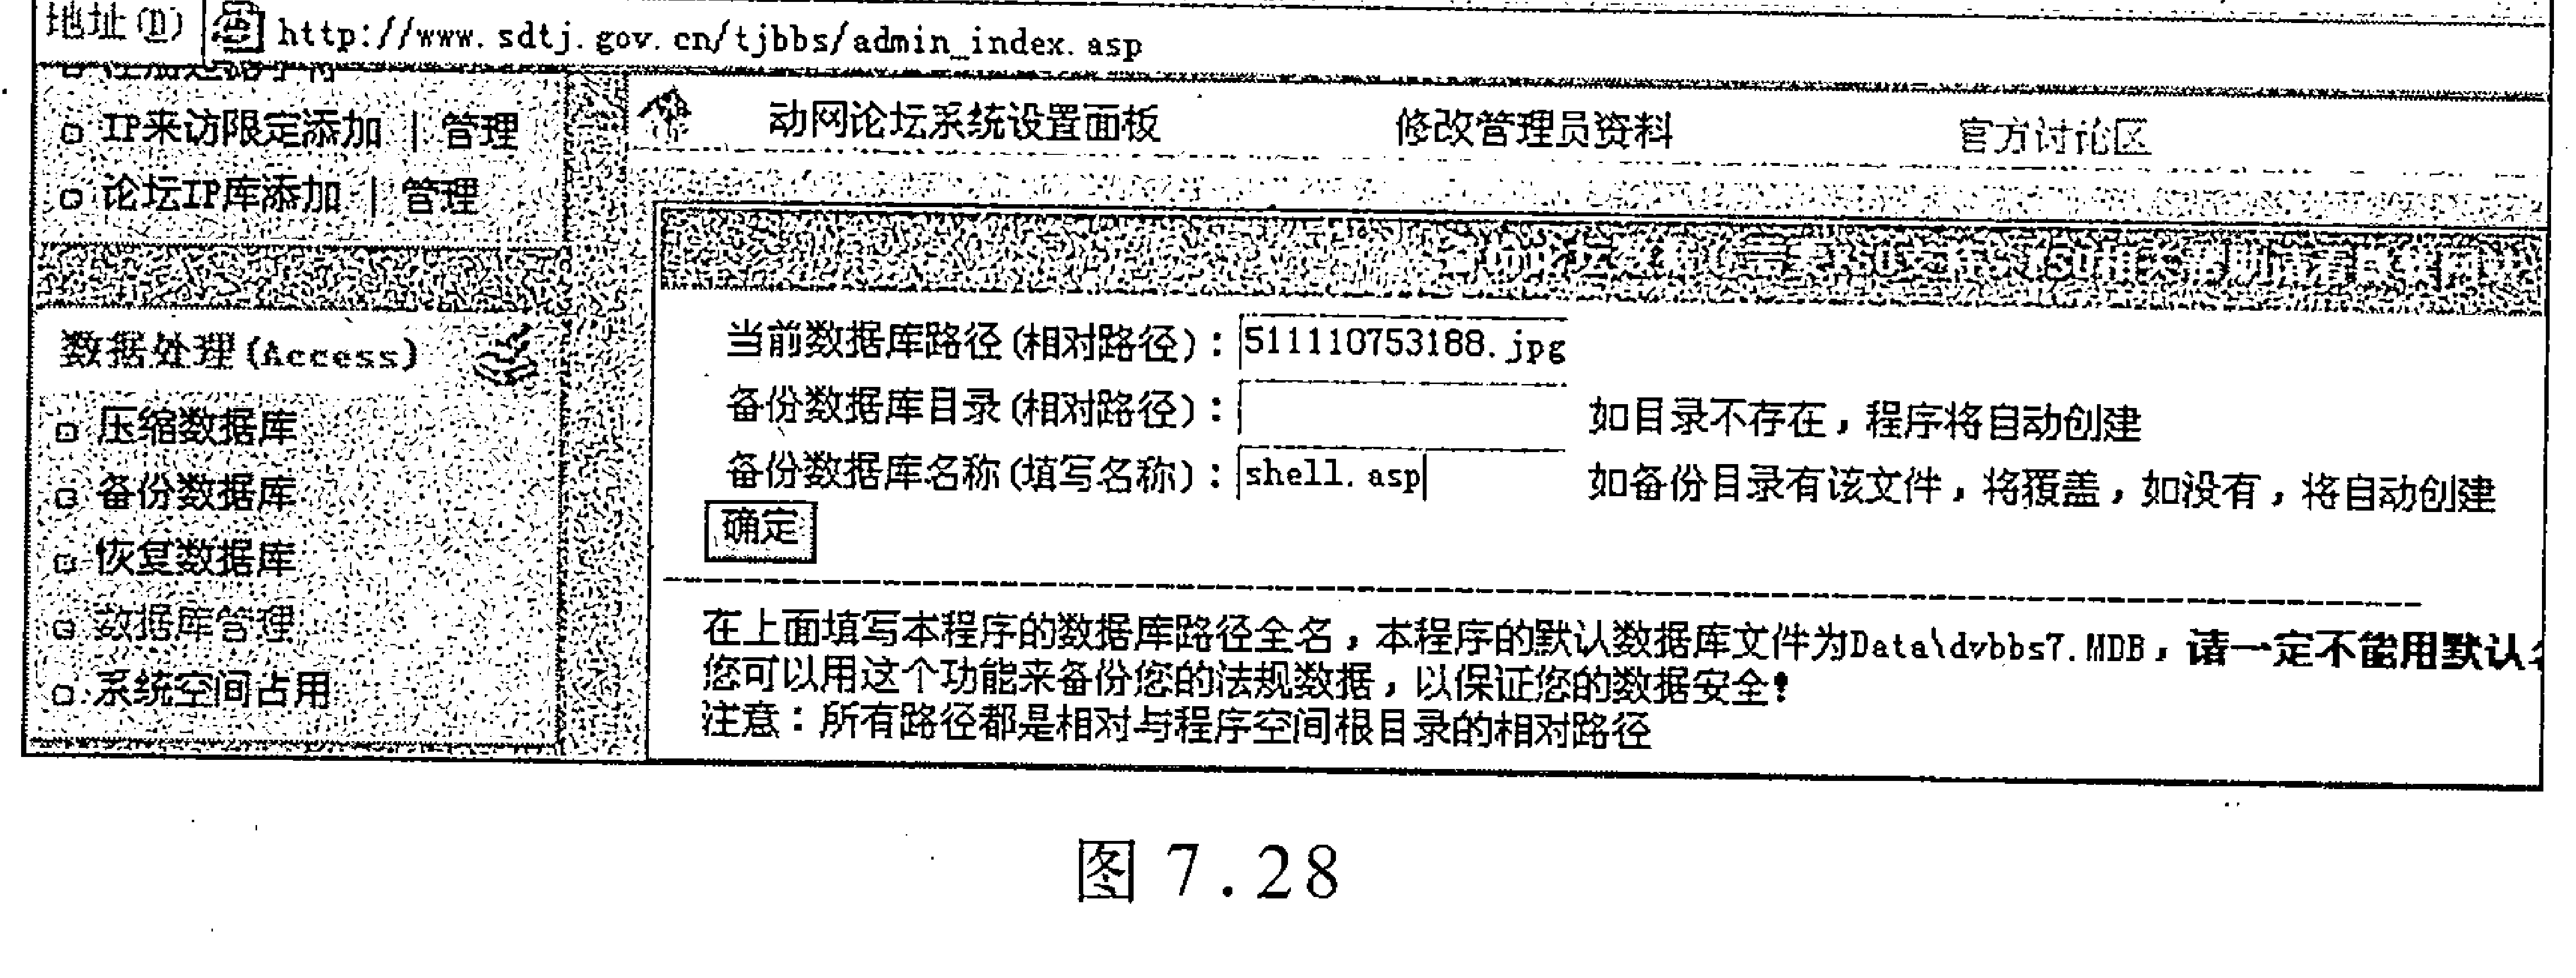 地址(D) http://www.sdtj.gov.cn/tjbbs/admin_index.asp
IP来访限定添加 | 管理
论坛IP库添加 | 管理
数据处理(Access)
压缩数据库
备份数据库
恢复数据库
数据库管理
系统空间占用
动网论坛系统设置面板 修改管理员资料 官方讨论区
当前数据库路径(相对路径)：511110753188.jpg
备份数据库目录(相对路径)： 如目录不存在，程序将自动创建
备份数据库名称(填写名称)：shell.asp 如备份目录有该文件，将覆盖，如没有，将自动创建
确定
在上面填写本程序的数据库路径全名，本程序的默认数据库文件为Data\dvbbs7.MDB，请一定不能用默认
您可以用这个功能来备份您的法规数据，以保证您的数据安全！
注意：所有路径都是相对与程序空间根目录的相对路径
图 7.28